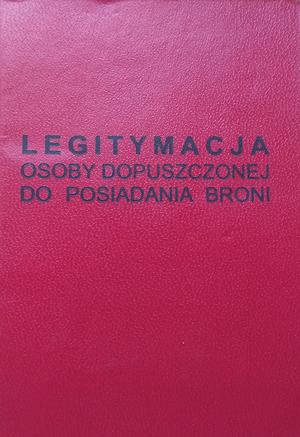 LEGITYMACJA
OSOBY DOPUSZCZONEJ
DO POSIADANIA BRONI